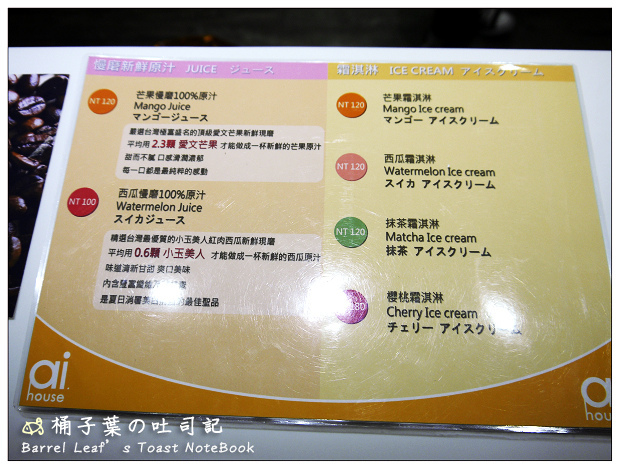 慢磨新鮮原汁 JUICE ジュース
NT 120
芒果慢磨100%原汁
Mango Juice
マンゴージュース
嚴選台灣極富盛名的頂級愛文芒果新鮮現磨
平均用 2.3顆 愛文芒果 才能做成一杯新鮮的芒果原汁
甜而不膩 口感滑潤濃郁
每一口都是最純粹的感動
NT 100
西瓜慢磨100%原汁
Watermelon Juice
スイカジュース
精選台灣最優質的小玉美人紅肉西瓜新鮮現磨
平均用 0.6顆 小玉美人 才能做成一杯新鮮的西瓜原汁
味道清新甘甜 爽口美味
內含豐富
是夏日消暑 的最佳聖品
霜淇淋 ICE CREAM アイスクリーム
NT 120
芒果霜淇淋
Mango Ice cream
マンゴー アイスクリーム
NT 120
西瓜霜淇淋
Watermelon Ice cream
スイカ アイスクリーム
NT 120
抹茶霜淇淋
Matcha Ice cream
抹茶 アイスクリーム
櫻桃霜淇淋
Cherry Ice cream
チェリー アイスクリーム
ai
house
ai
house
桶子葉の吐司記
Barrel Leaf's Toast NoteBook